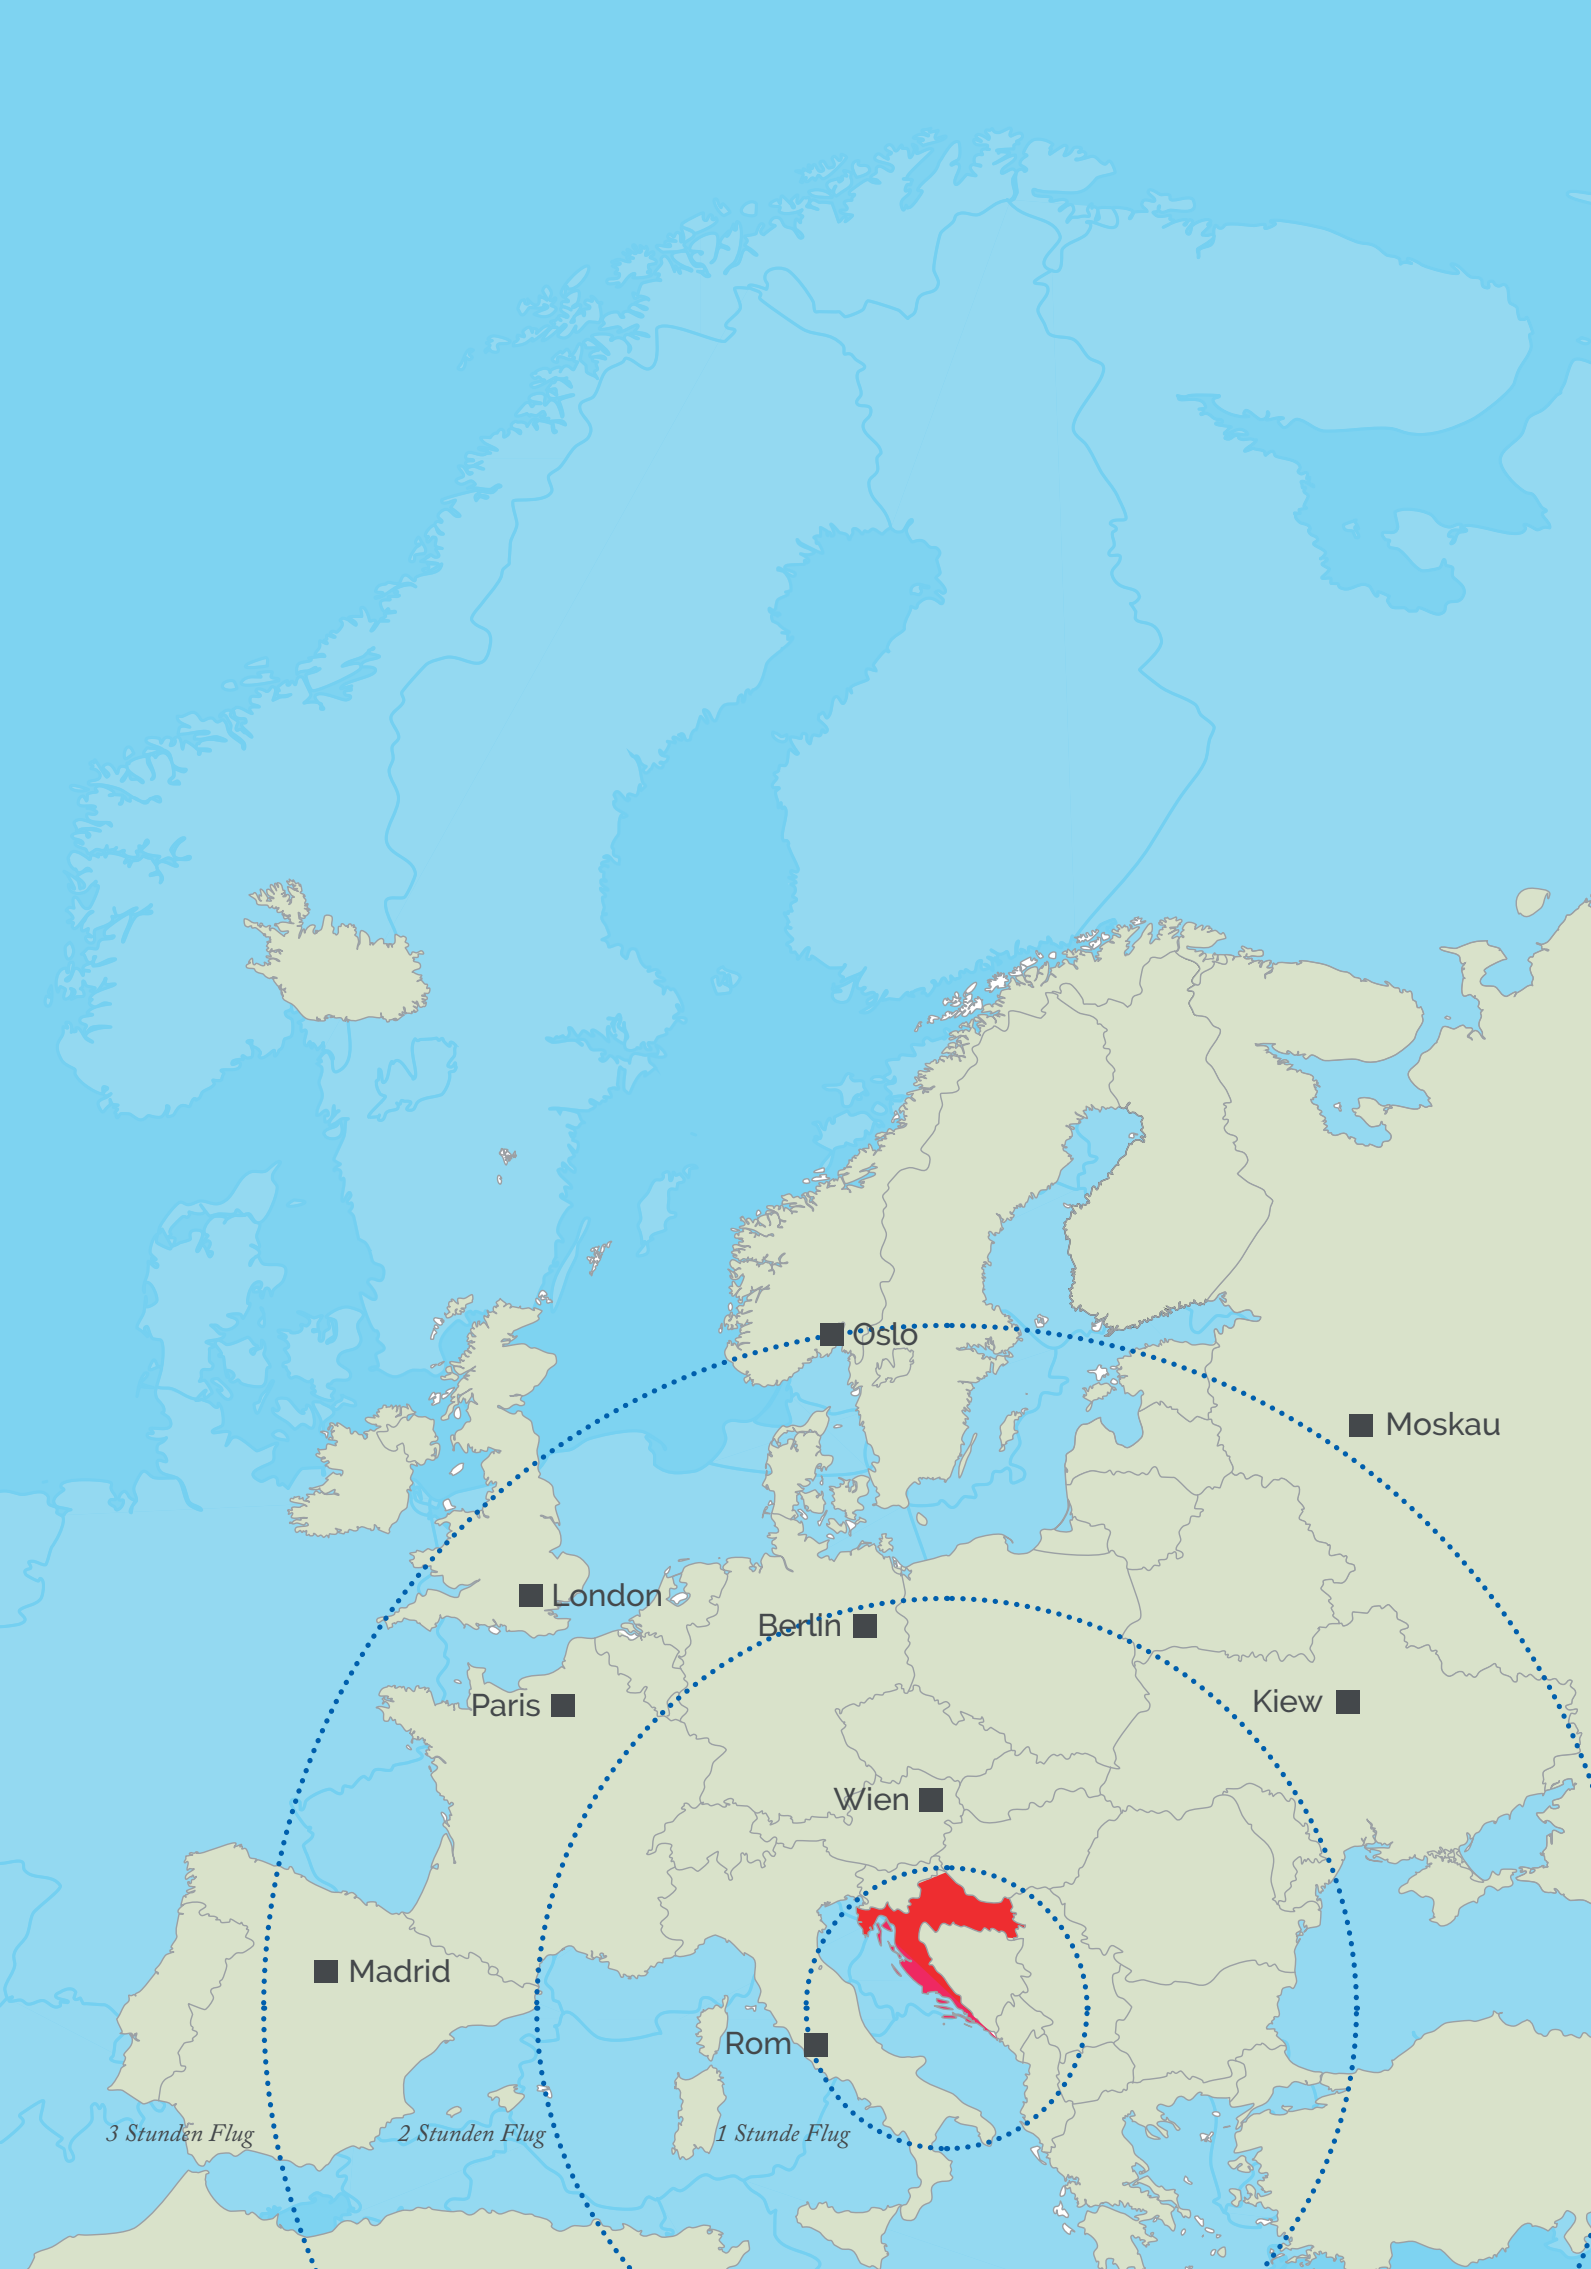 Oslo
Moskau
London
Berlin
Paris
Kiew
Wien
Madrid
Rom
3 Stunden Flug
2 Stunden Flug
1 Stunde Flug